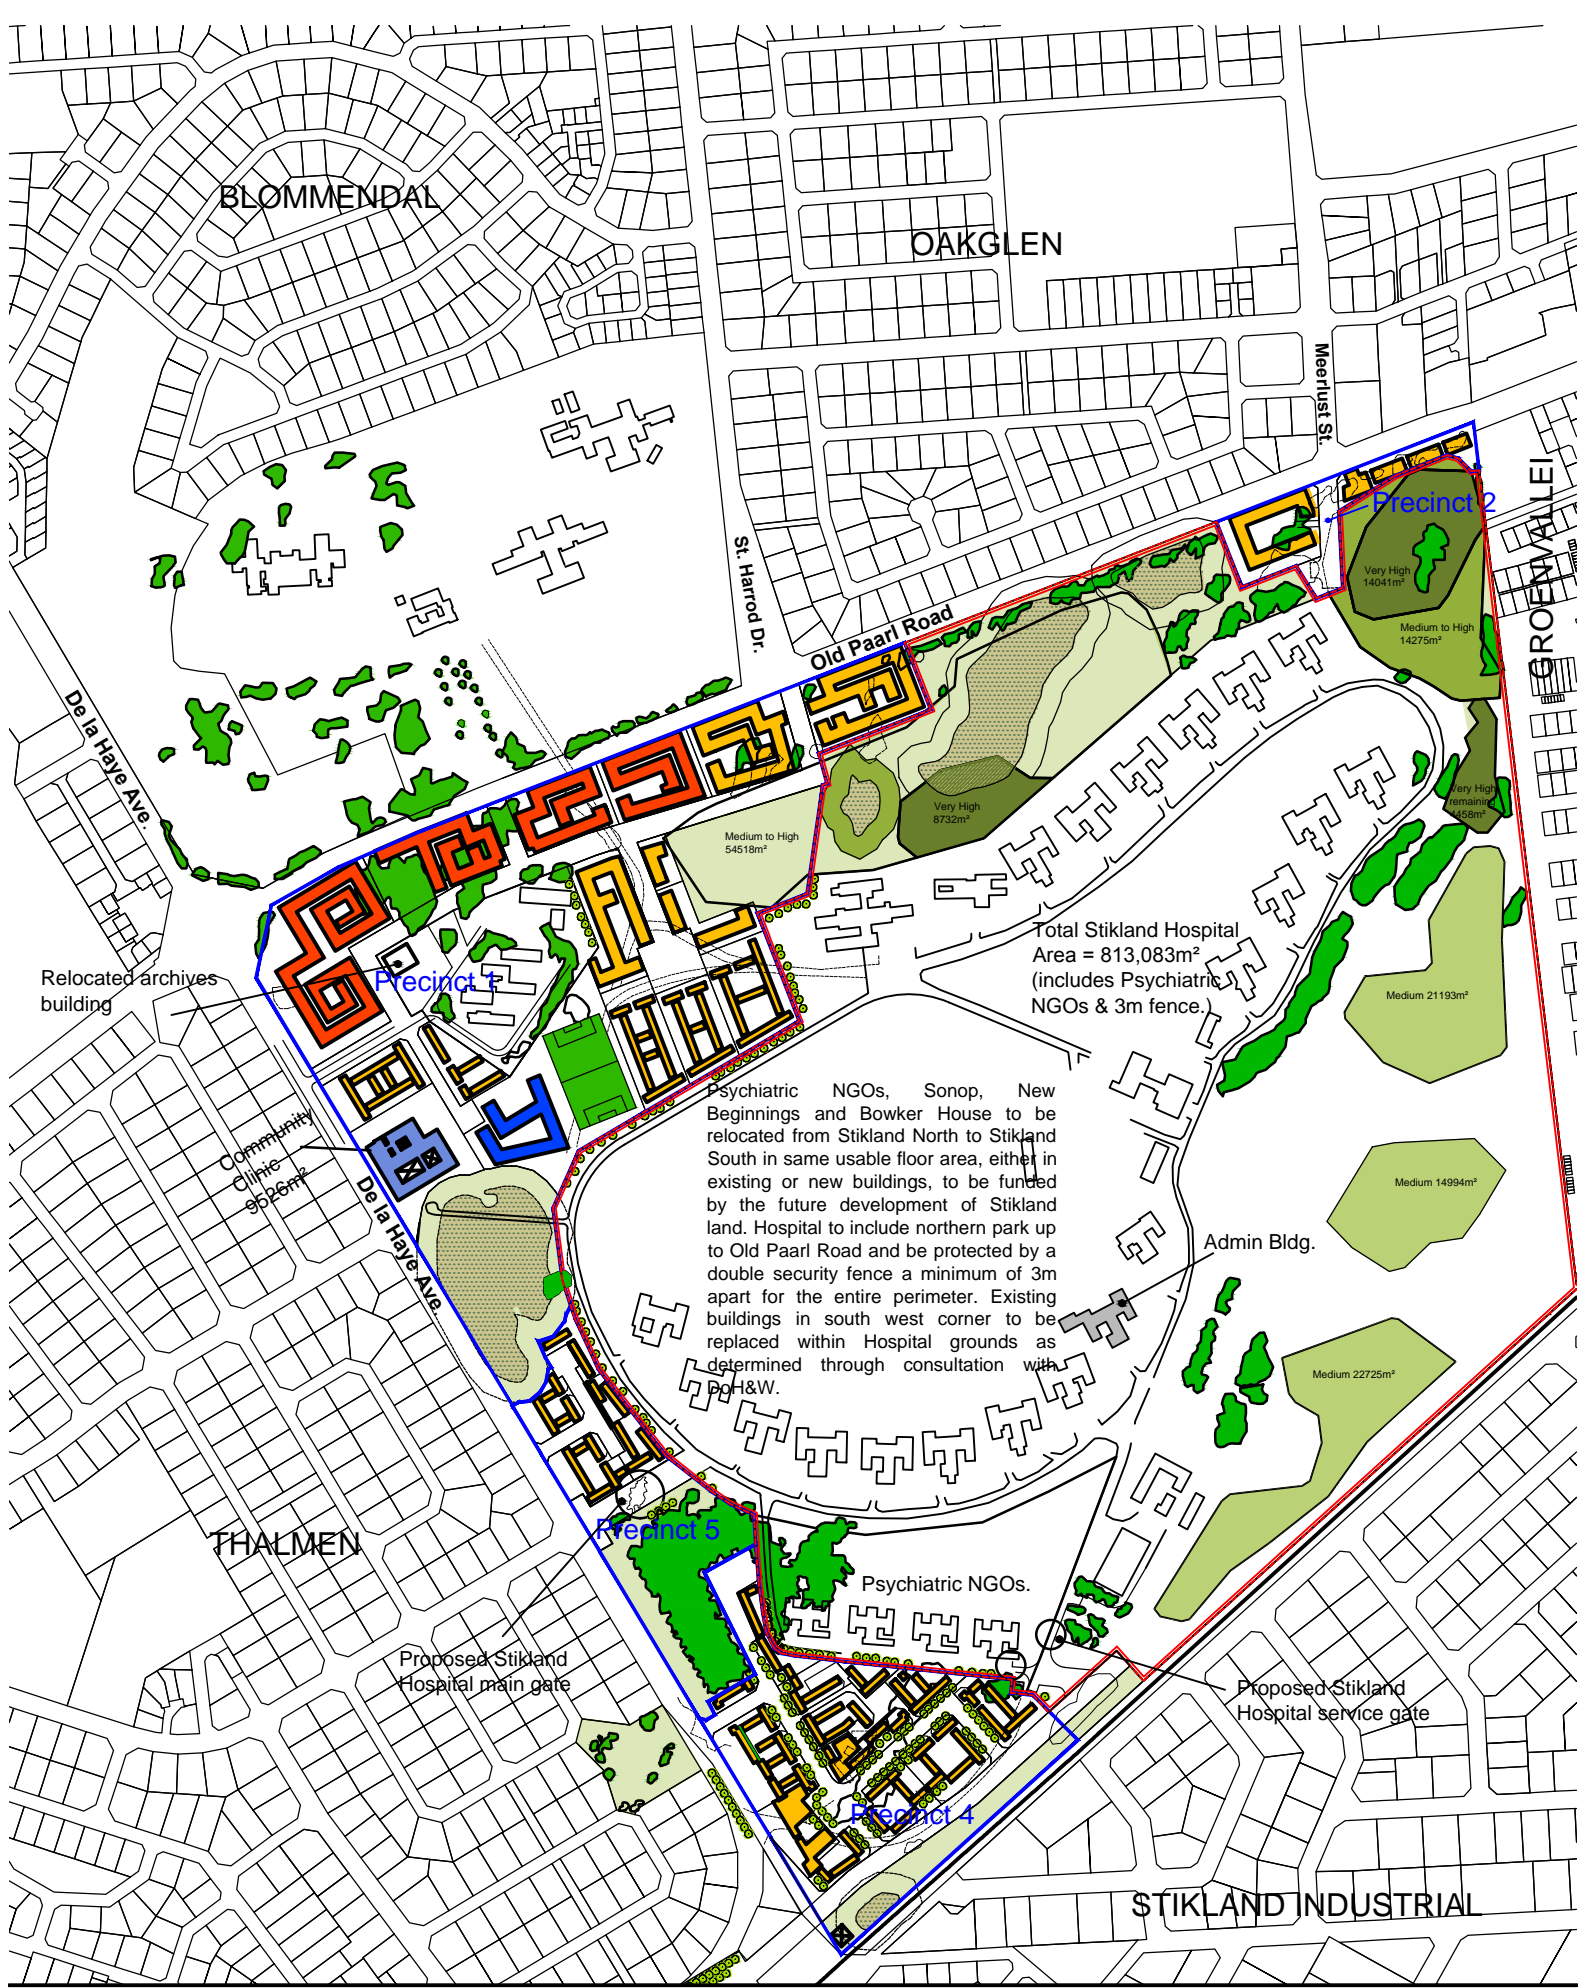 BLOMMENDAL
OAKGLEN
Meerlust St.
GROENVALLEI
Precinct 2
Very High
14041m²
Medium to High
14275m²
St. Harrod Dr.
Old Paarl Road
De la Haye Ave.
Very High
8732m²
Very High
remaining
4458m²
Medium to High
54518m²
Total Stikland Hospital
Area = 813,083m²
(includes Psychiatric
NGOs & 3m fence.)
Relocated archives
building
Precinct 1
Medium 21193m²
Psychiatric NGOs, Sonop, New
Beginnings and Bowker House to be
relocated from Stikland North to Stikland
South in same usable floor area, either in
existing or new buildings, to be funded
by the future development of Stikland
land. Hospital to include northern park up
to Old Paarl Road and be protected by a
double security fence a minimum of 3m
apart for the entire perimeter. Existing
buildings in south west corner to be
replaced within Hospital grounds as
determined through consultation with
DoH&W.
Community
Clinic
9526m²
De la Haye Ave.
Medium 14994m²
Admin Bldg.
Medium 22725m²
THALMEN
Precinct 5
Psychiatric NGOs.
Proposed Stikland
Hospital main gate
Proposed Stikland
Hospital service gate
Precinct 4
STIKLAND INDUSTRIAL